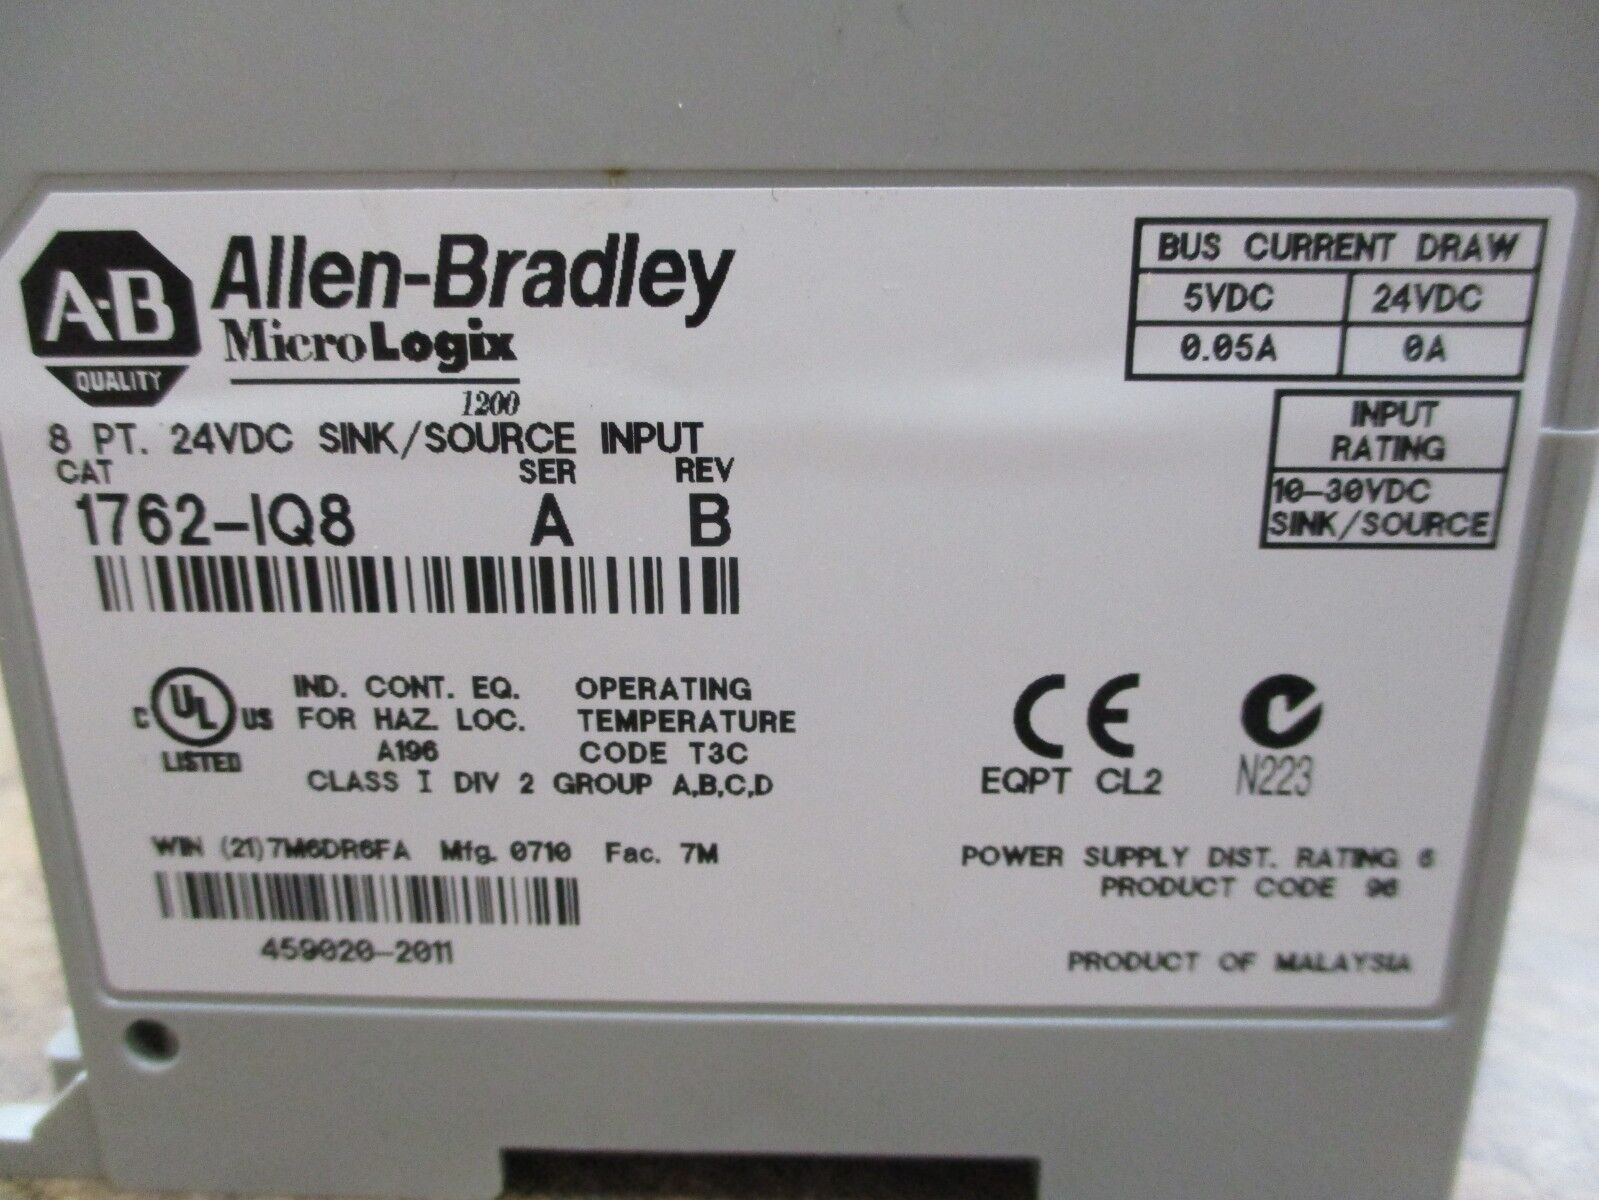 A-B
QUALITY
Allen-Bradley
MicroLogix
1200
8 PT. 24VDC SINK/SOURCE INPUT
CAT SER REV
1762-IQ8 A B
BUS CURRENT DRAW
5VDC 24VDC
0.05A 0A
INPUT
RATING
10-30VDC
SINK/SOURCE
C UL US
LISTED
IND. CONT. EQ.
FOR HAZ. LOC.
A196
OPERATING
TEMPERATURE
CODE T3C
CLASS I DIV 2 GROUP A,B,C,D
CE
EQPT CL2
N223
WIN (21)7M6DR6FA Mfg. 0710 Fac. 7M
459020-2011
POWER SUPPLY DIST. RATING 6
PRODUCT CODE 96
PRODUCT OF MALAYSIA